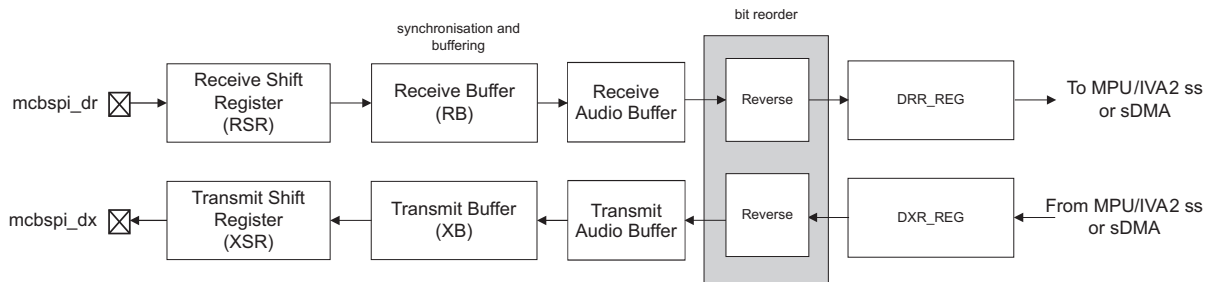 bit reorder
synchronisation and
buffering
mcbspi_dr
Receive Shift
Register
(RSR)
Receive Buffer
(RB)
Receive
Audio Buffer
Reverse
DRR_REG
To MPU/IVA2 ss
or sDMA
mcbspi_dx
Transmit Shift
Register
(XSR)
Transmit Buffer
(XB)
Transmit
Audio Buffer
Reverse
DXR_REG
From MPU/IVA2 ss
or sDMA